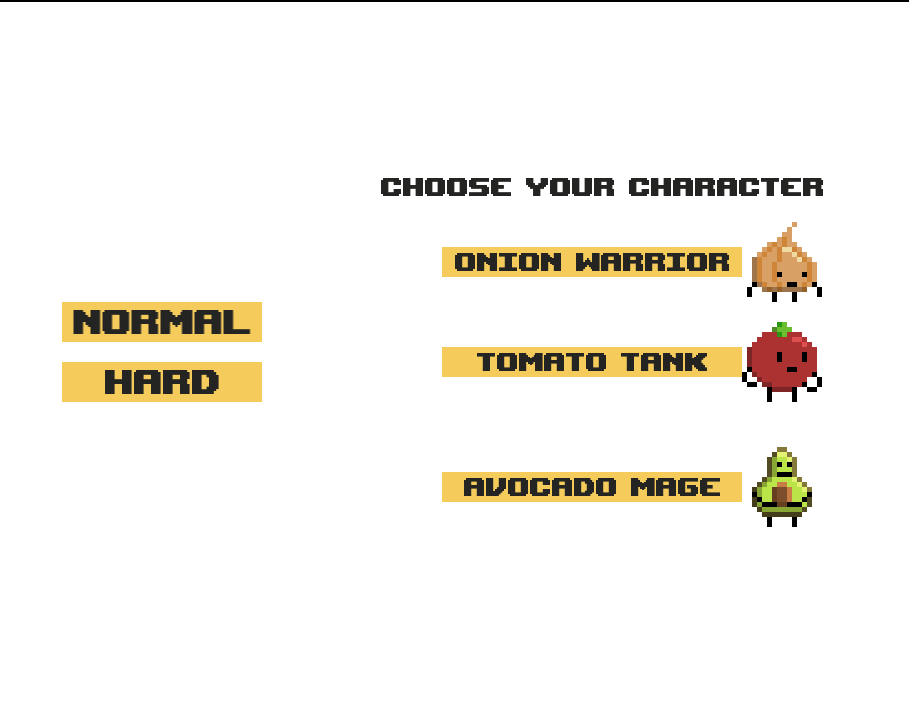 CHOOSE YOUR CHARACTER
ONION WARRIOR
NORMAL
TOMATO TANK
HARD
AVOCADO MAGE